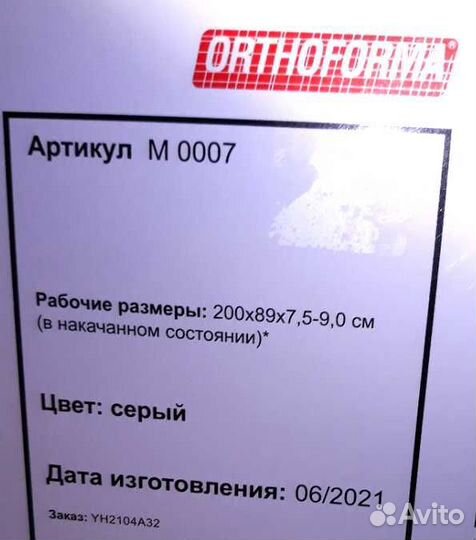 ORTHOFORMA®
Артикул M 0007
Рабочие размеры: 200x89x7,5-9,0 см
(в накачанном состоянии)*
Цвет: серый
Дата изготовления: 06/2021
Заказ: YH2104A32
Avito